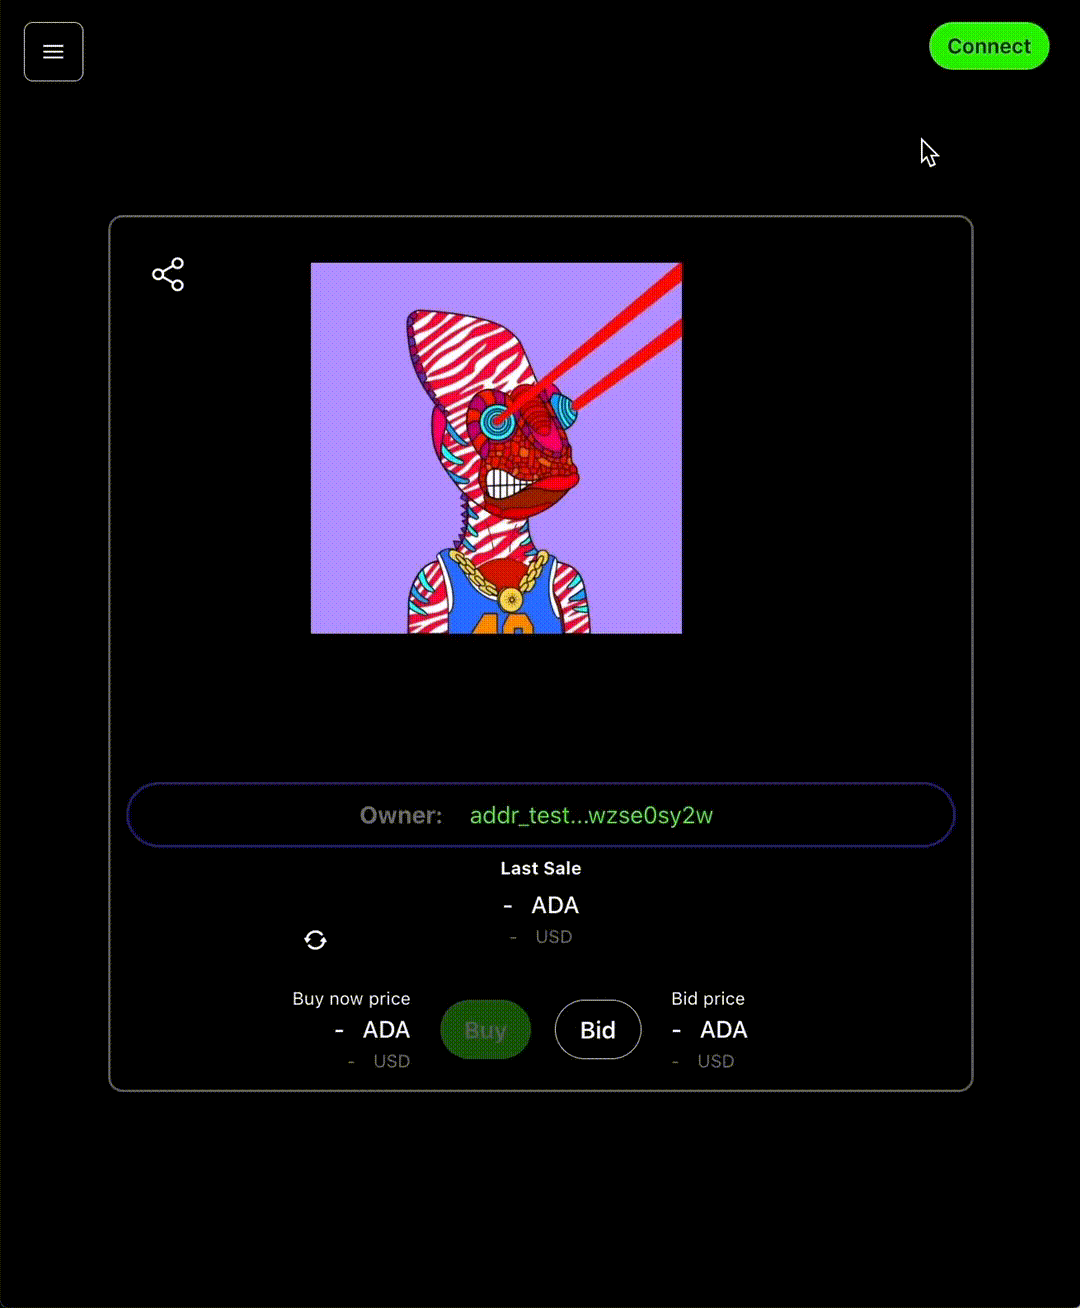 Connect
40
Owner: addr_test...wzse0sy2w
Last Sale
- ADA
- USD
Buy now price
- ADA
- USD
Buy
Bid
Bid price
- ADA
- USD